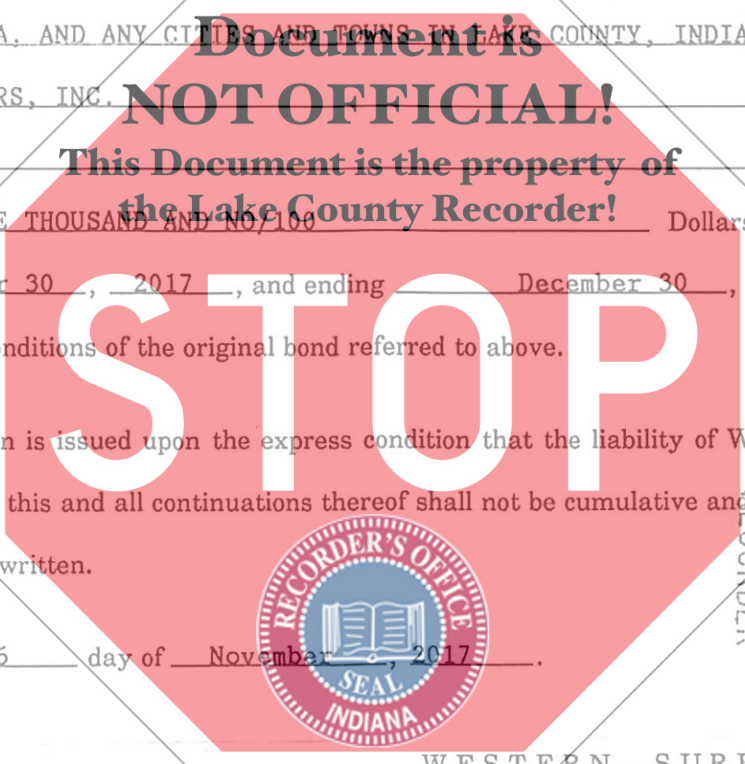 A, AND ANY CITIES AND TOWNS IN LAKE COUNTY, INDIA
Document is
RS, INC.
NOT OFFICIAL!
This Document is the property of
the Lake County Recorder!
E THOUSAND AND NO/100 Dollars
r 30, 2017, and ending December 30,
STOP
onditions of the original bond referred to above.
n is issued upon the express condition that the liability of W
this and all continuations thereof shall not be cumulative and
written.
RECORDER'S OFFICE
SEAL
INDIANA
6 day of November, 2017.
WESTERN SURE